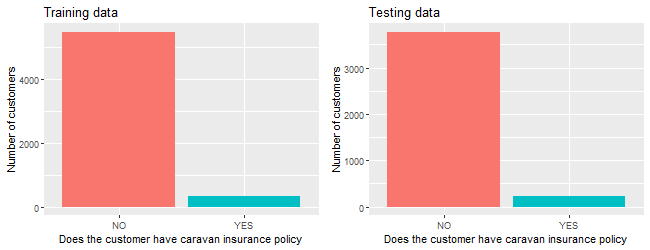 Training data
Number of customers
4000
2000
0
NO
YES
Does the customer have caravan insurance policy
Testing data
Number of customers
3000
2000
1000
0
NO
YES
Does the customer have caravan insurance policy